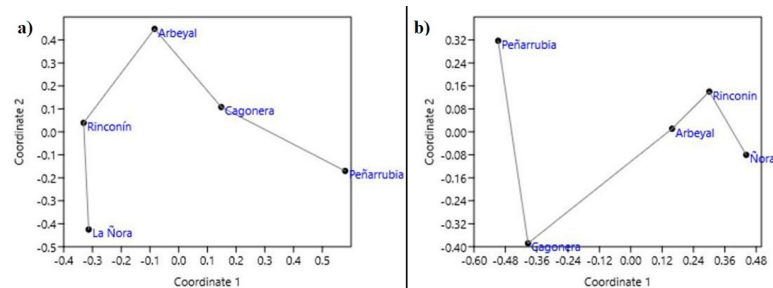 a)
Coordinate 2
0.4
0.3
0.2
0.1
0.0
-0.1
-0.2
-0.3
-0.4
-0.5
Arbeyal
Cagonera
Rinconín
Peñarrubia
La Ñora
-0.4 -0.3 -0.2 -0.1 0.0 0.1 0.2 0.3 0.4 0.5
Coordinate 1
b)
Coordinate 2
0.32
0.24
0.16
0.08
0.00
-0.08
-0.16
-0.24
-0.32
-0.40
Peñarrubia
Rinconin
Arbeyal
Ñora
Cagonera
-0.60 -0.48 -0.36 -0.24 -0.12 0.00 0.12 0.24 0.36 0.48
Coordinate 1